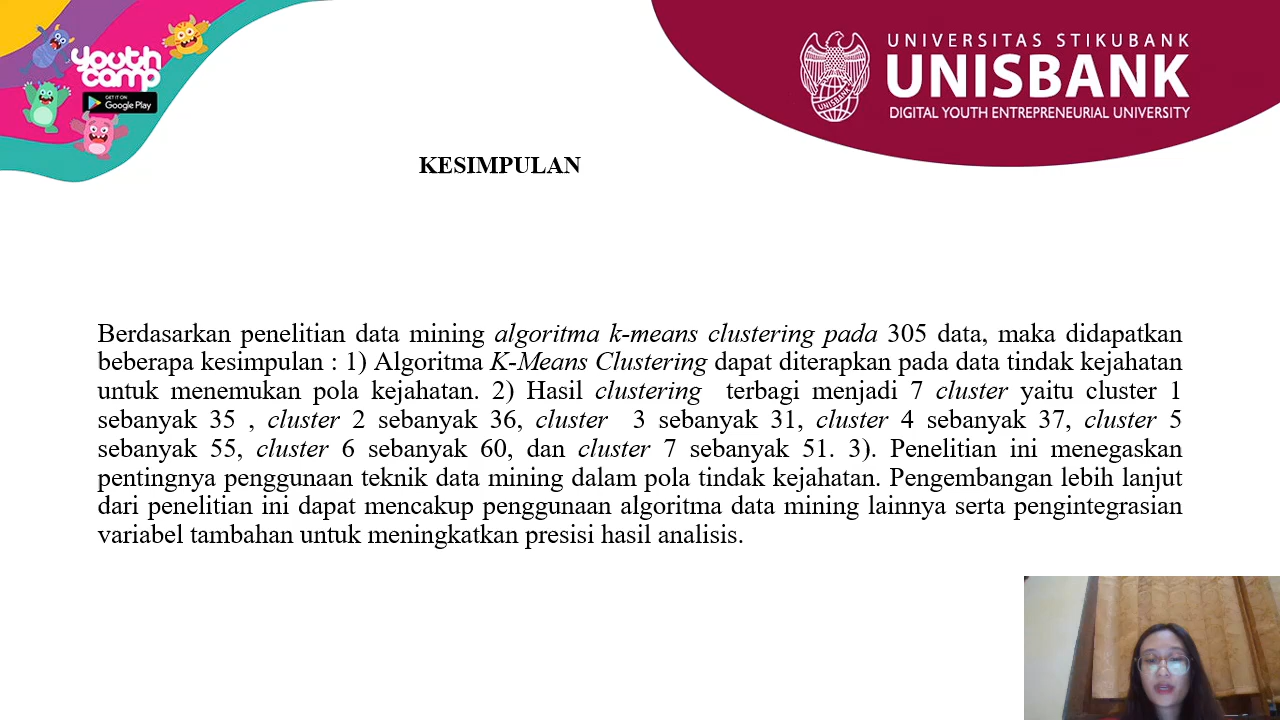 youth
camp
GET IT ON
Google Play
UNIVERSITAS STIKUBANK
UNISBANK
DIGITAL YOUTH ENTREPRENEURIAL UNIVERSITY
UNISBANK
KESIMPULAN
Berdasarkan penelitian data mining algoritma k-means clustering pada 305 data, maka didapatkan
beberapa kesimpulan : 1) Algoritma K-Means Clustering dapat diterapkan pada data tindak kejahatan
untuk menemukan pola kejahatan. 2) Hasil clustering terbagi menjadi 7 cluster yaitu cluster 1
sebanyak 35 , cluster 2 sebanyak 36, cluster 3 sebanyak 31, cluster 4 sebanyak 37, cluster 5
sebanyak 55, cluster 6 sebanyak 60, dan cluster 7 sebanyak 51. 3). Penelitian ini menegaskan
pentingnya penggunaan teknik data mining dalam pola tindak kejahatan. Pengembangan lebih lanjut
dari penelitian ini dapat mencakup penggunaan algoritma data mining lainnya serta pengintegrasian
variabel tambahan untuk meningkatkan presisi hasil analisis.